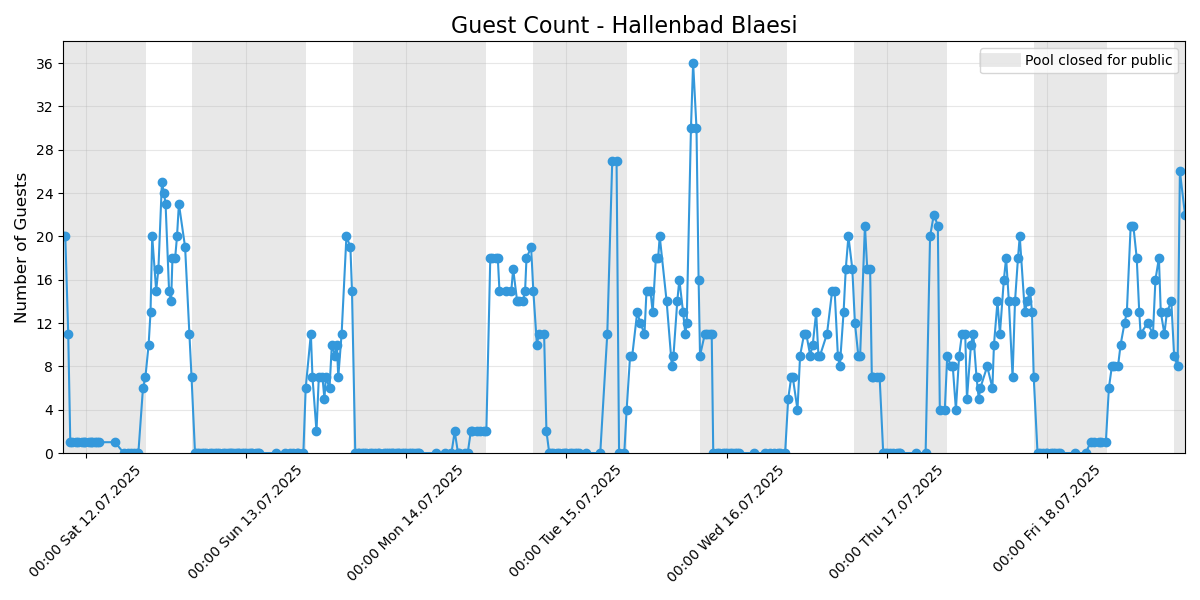 Guest Count - Hallenbad Blaesi
Pool closed for public
Number of Guests
36
32
28
24
20
16
12
8
4
0
00:00 Sat 12.07.2025
00:00 Sun 13.07.2025
00:00 Mon 14.07.2025
00:00 Tue 15.07.2025
00:00 Wed 16.07.2025
00:00 Thu 17.07.2025
00:00 Fri 18.07.2025